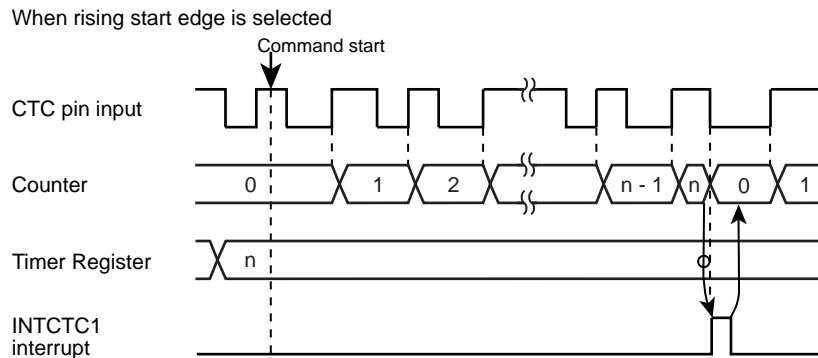 When rising start edge is selected
Command start
CTC pin input
Counter
0 1 2 n - 1 n 0 1
Timer Register
n
INTCTC1
interrupt